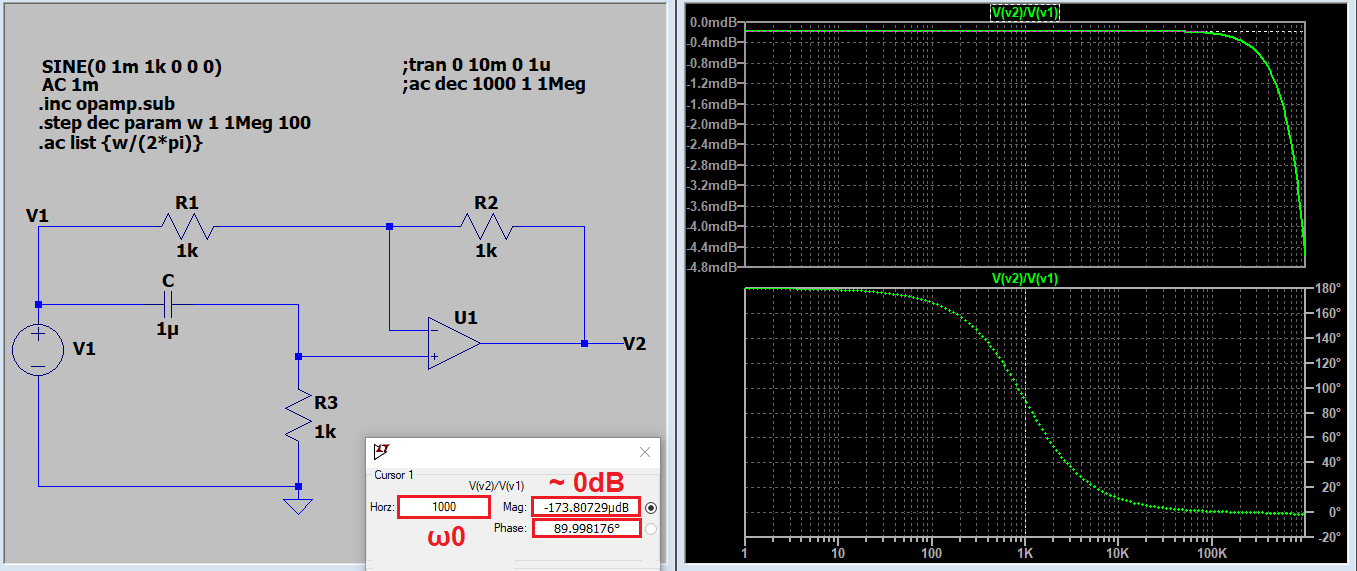 SINE(0 1m 1k 0 0 0)
AC 1m
.inc opamp.sub
.step dec param w 1 1Meg 100
.ac list {w/(2*pi)}
;tran 0 10m 0 1u
;ac dec 1000 1 1Meg
V1
R1
1k
R2
1k
C
1µ
V1
U1
V2
R3
1k
Cursor 1
V(v2)/V(v1)
~ 0dB
Horz:
1000
Mag:
-173.80729µdB
Phase:
89.998176°
ω0
V(v2)/V(v1)
0.0mdB
-0.4mdB
-0.8mdB
-1.2mdB
-1.6mdB
-2.0mdB
-2.4mdB
-2.8mdB
-3.2mdB
-3.6mdB
-4.0mdB
-4.4mdB
-4.8mdB
V(v2)/V(v1)
180°
160°
140°
120°
100°
80°
60°
40°
20°
0°
-20°
1
10
100
1K
10K
100K